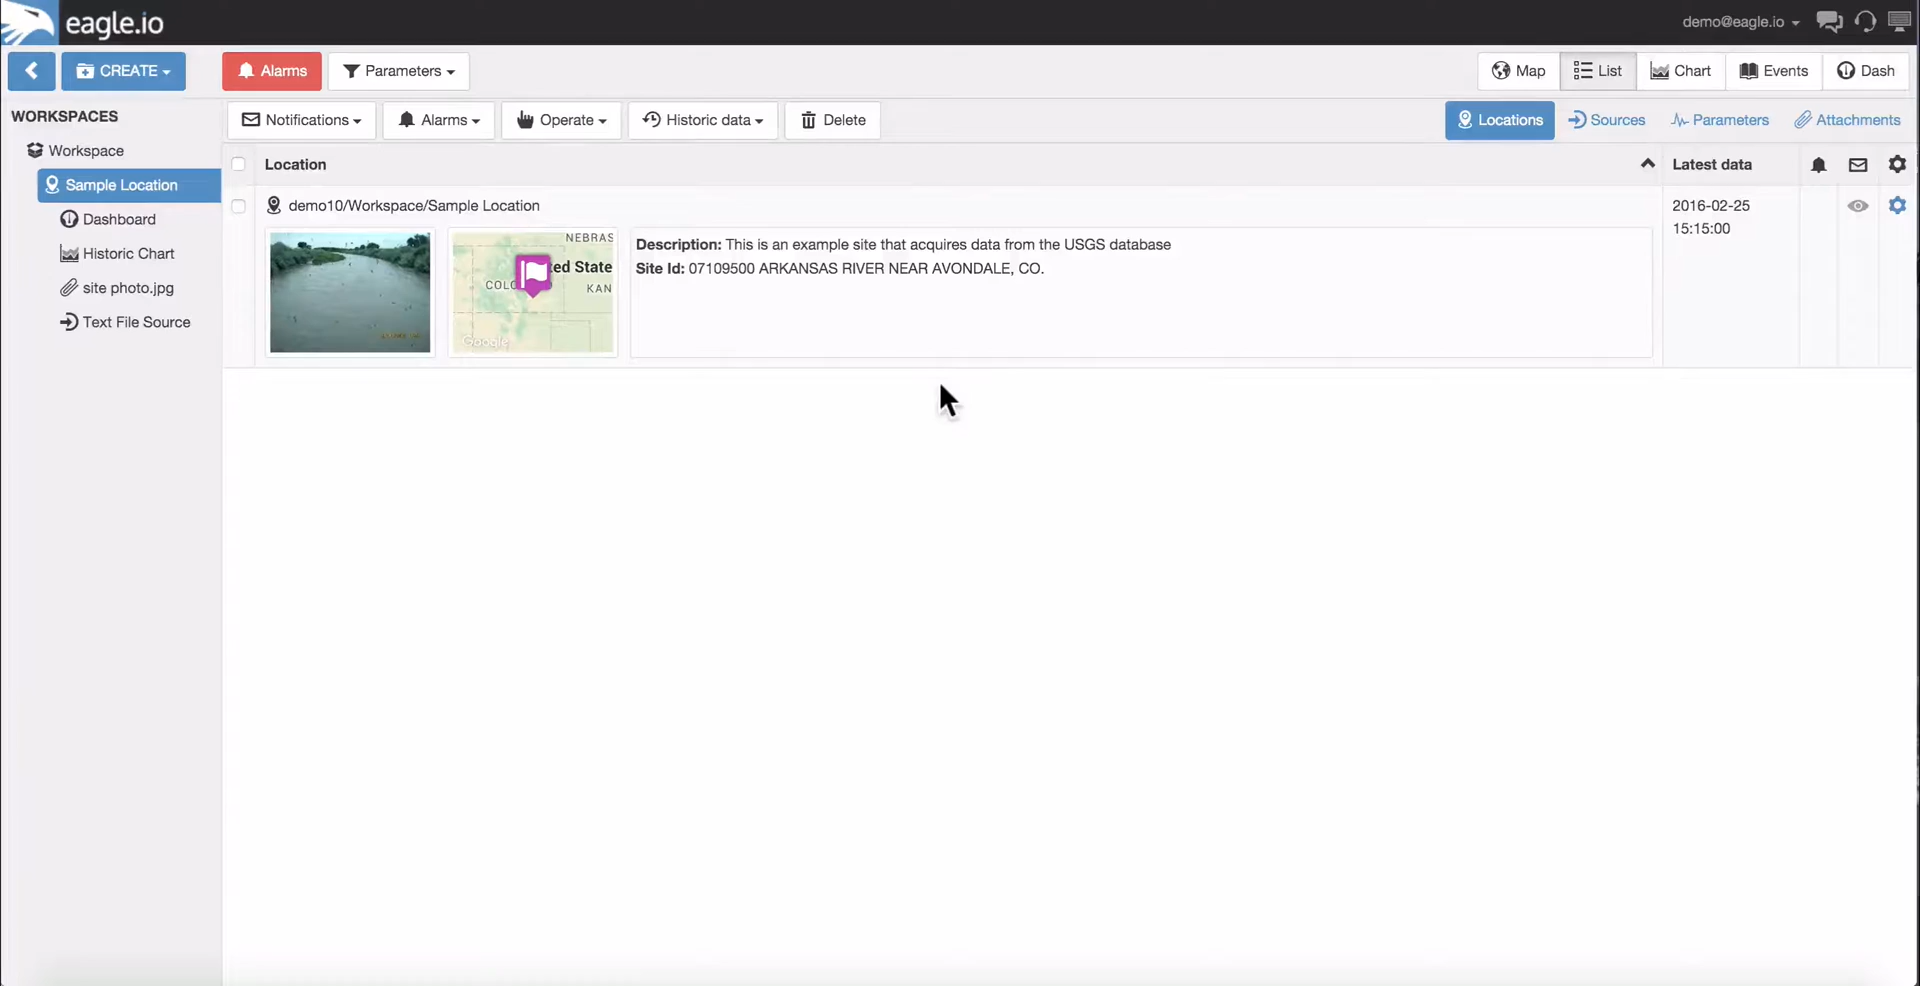 eagle.io
demo@eagle.io
CREATE
Alarms
Parameters
Map
List
Chart
Events
Dash
WORKSPACES
Workspace
Sample Location
Dashboard
Historic Chart
site photo.jpg
Text File Source
Notifications
Alarms
Operate
Historic data
Delete
Locations
Sources
Parameters
Attachments
Location
Latest data
demo10/Workspace/Sample Location
2016-02-25
15:15:00
NEBRAS
ed State
COLO
KAN
Google
Description: This is an example site that acquires data from the USGS database
Site Id: 07109500 ARKANSAS RIVER NEAR AVONDALE, CO.